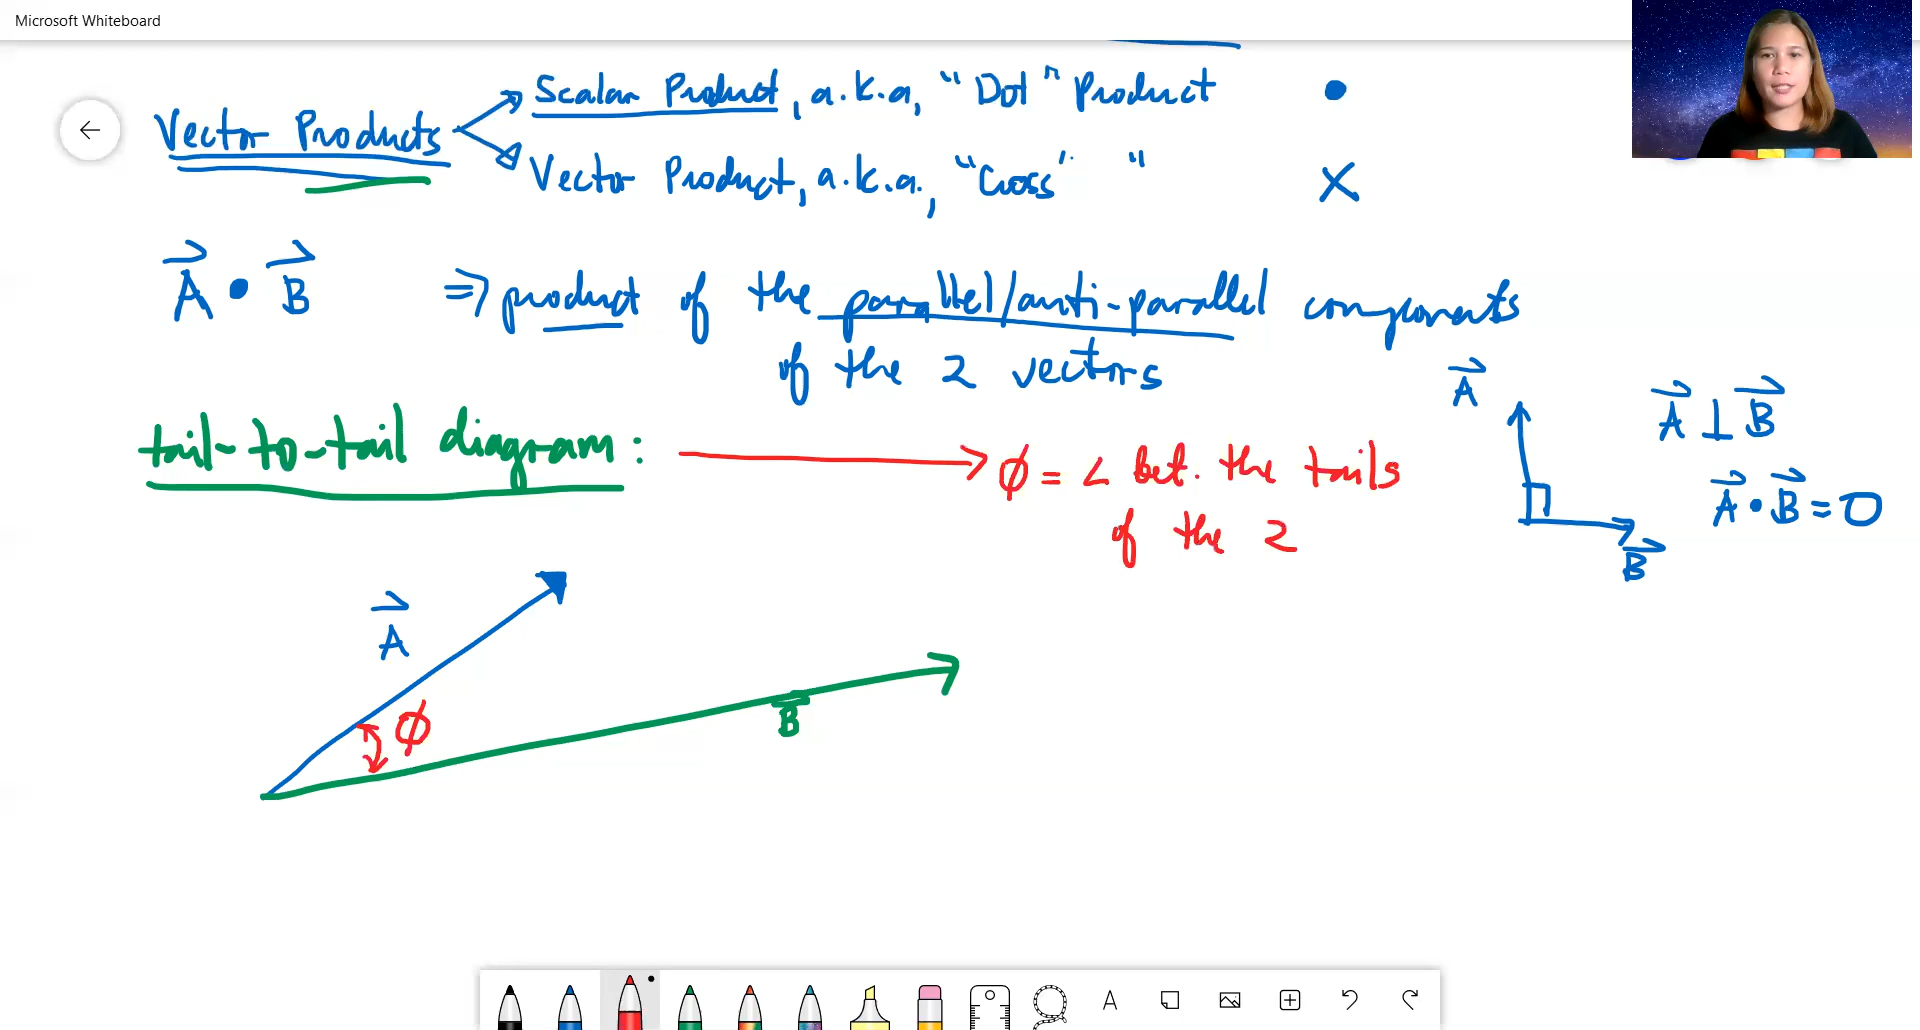 Microsoft Whiteboard
Vector Products
Scalar Product, a.k.a, "Dot" Product •
Vector Product, a.k.a., "Cross" " ×
A • B ⇒ product of the parallel/anti-parallel components
of the 2 vectors
tail-to-tail diagram: → ϕ = ∠ bet. the tails
of the 2
A
B
A ⊥ B
A • B = 0
A
ϕ
B
A